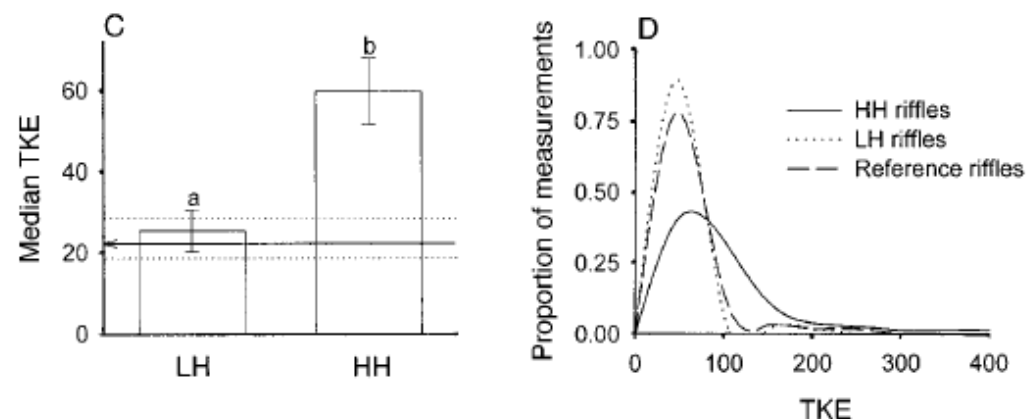 C
Median TKE
60
40
20
0
a
b
LH
HH
D
Proportion of measurements
1.00
0.75
0.50
0.25
0.00
0
100
200
300
400
TKE
HH riffles
LH riffles
Reference riffles